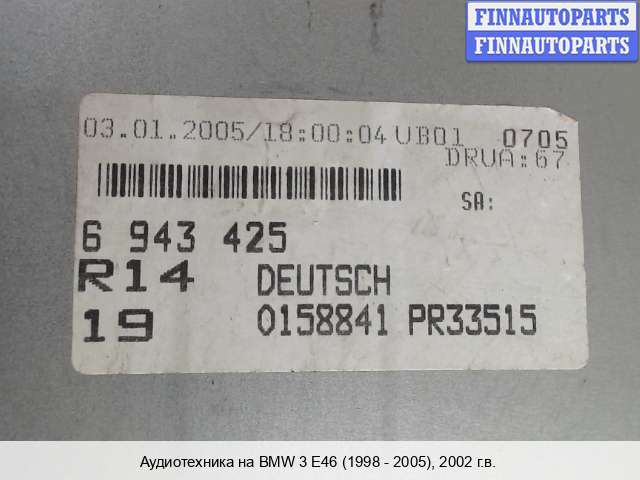 FINNAUTOPARTS
FINNAUTOPARTS
03.01.2005/18:00:04 UB01 0705
DRUA:67
SA:
6 943 425
R14 DEUTSCH
19 0158841 PR33515
Аудиотехника на BMW 3 E46 (1998 - 2005), 2002 г.в.